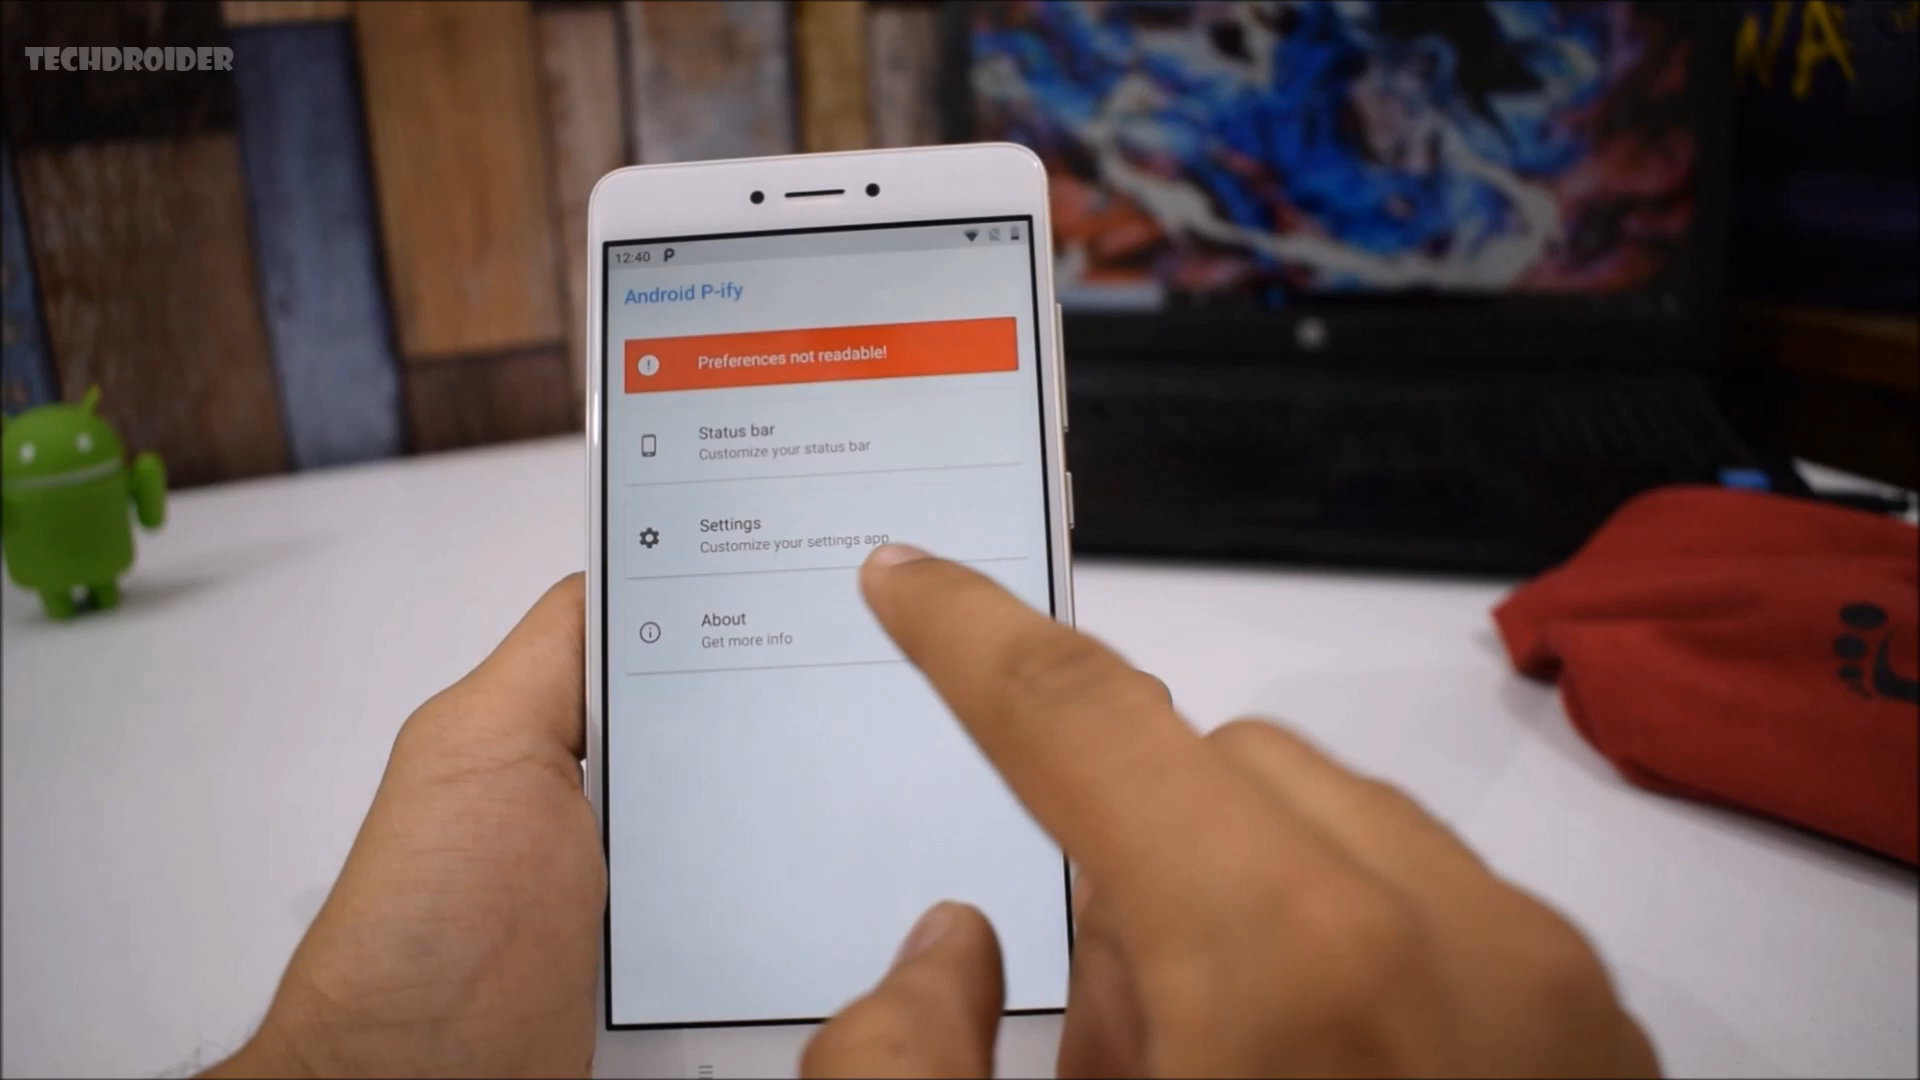 TECHDROIDER
NA
12:40 P
Android P-ify
! Preferences not readable!
Status bar
Customize your status bar
Settings
Customize your settings app
About
Get more info